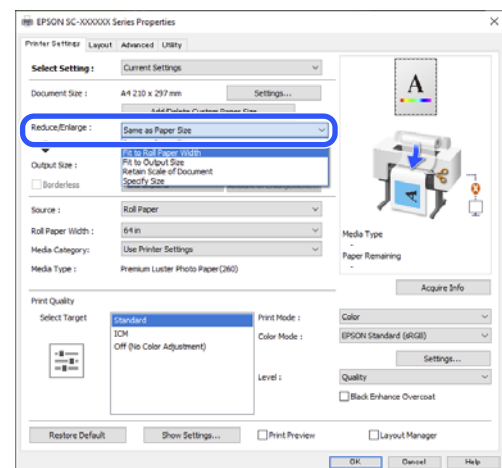 EPSON SC-XXXXXX Series Properties
Printer Settings Layout Advanced Utility
Select Setting : Current Settings
Document Size : A4 210 x 297 mm Settings...
Add/Delete Custom Paper Size
Reduce/Enlarge : Same as Paper Size
Fit to Roll Paper Width
Fit to Output Size
Retain Scale of Document
Specify Size
Output Size :
Borderless
Source : Roll Paper
Roll Paper Width : 64 in
Media Category: Use Printer Settings
Media Type : Premium Luster Photo Paper(260)
A
Media Type
-
Paper Remaining
-
Acquire Info
Print Quality
Select Target
Standard
ICM
Off (No Color Adjustment)
Print Mode : Color
Color Mode : EPSON Standard (sRGB)
Settings...
Level : Quality
Black Enhance Overcoat
Restore Default Show Settings... Print Preview Layout Manager
OK Cancel Help